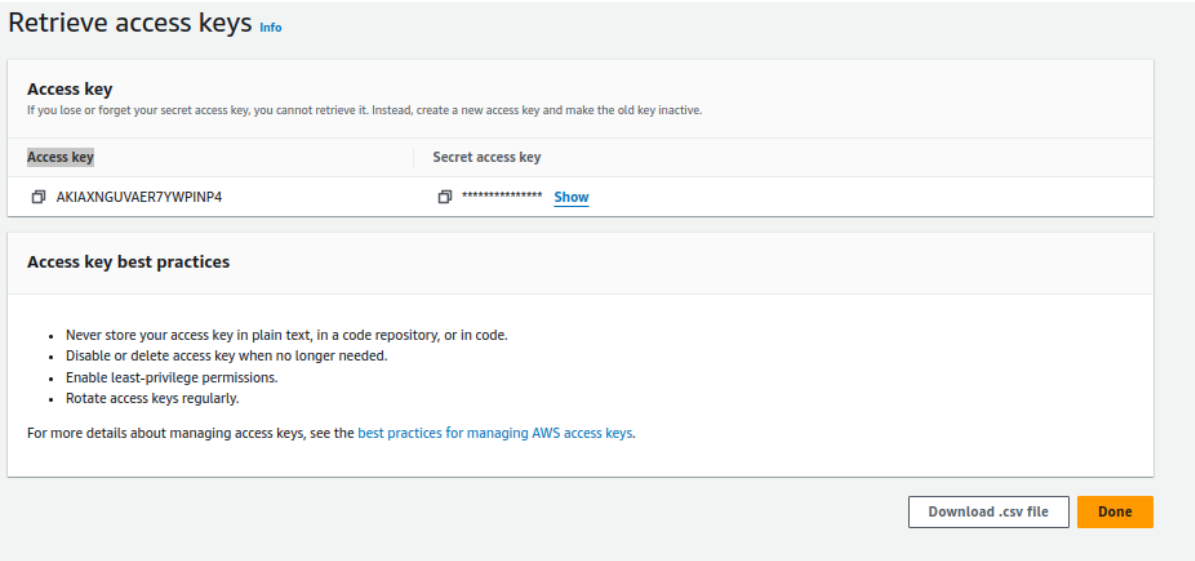 Retrieve access keys Info
Access key
If you lose or forget your secret access key, you cannot retrieve it. Instead, create a new access key and make the old key inactive.
Access key Secret access key
AKIAXNGUVAER7YWPINP4 *************** Show
Access key best practices
• Never store your access key in plain text, in a code repository, or in code.
• Disable or delete access key when no longer needed.
• Enable least-privilege permissions.
• Rotate access keys regularly.
For more details about managing access keys, see the best practices for managing AWS access keys.
Download .csv file Done